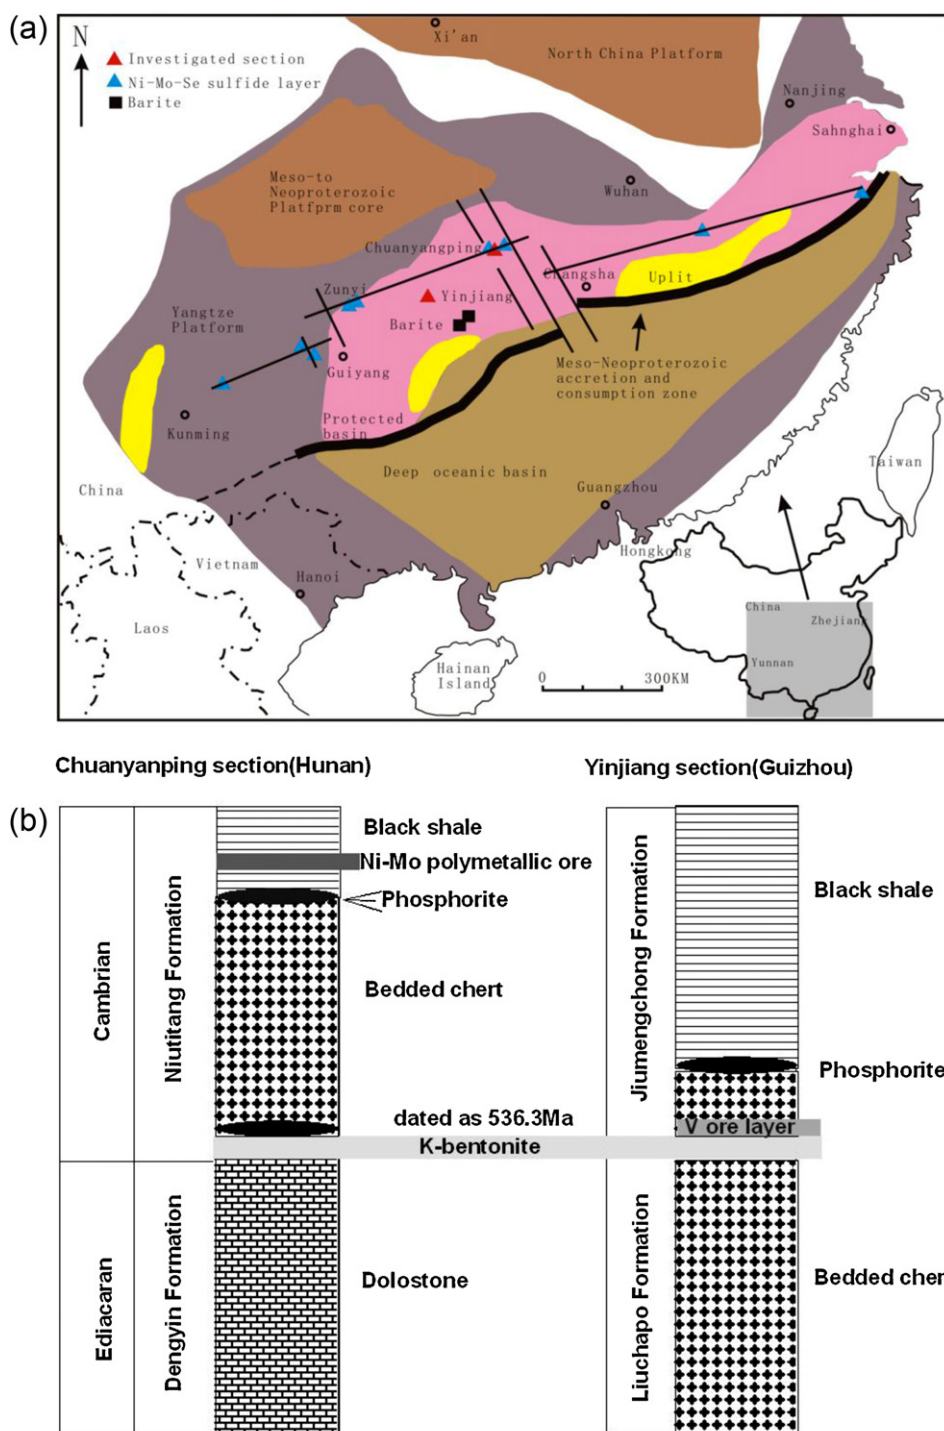 (a)
N
Investigated section
Ni-Mo-Se sulfide layer
Barite
Xi'an
North China Platform
Nanjing
Sahnghai
Meso-to
Neoproterozoic
Platfprm core
Wuhan
Chuanyangping
Changsha
Uplit
Zunyi
Yinjiang
Yangtze
Platform
Barite
Guiyang
Meso-Neoproterozoic
accretion and
consumption zone
Protected
basin
Kunming
Deep oceanic basin
Taiwan
China
Guangzhou
Vietnam
Hongkong
Hanoi
Laos
China
Zhejiang
Hainan
Island
0
300KM
Yunnan
Chuanyanping section(Hunan)
Yinjiang section(Guizhou)
(b)
Cambrian
Niutitang Formation
Black shale
Ni-Mo polymetallic ore
Phosphorite
Bedded chert
dated as 536.3Ma
K-bentonite
Ediacaran
Dengyin Formation
Dolostone
Jiumengchong Formation
Black shale
Phosphorite
V ore layer
Liuchapo Formation
Bedded cher